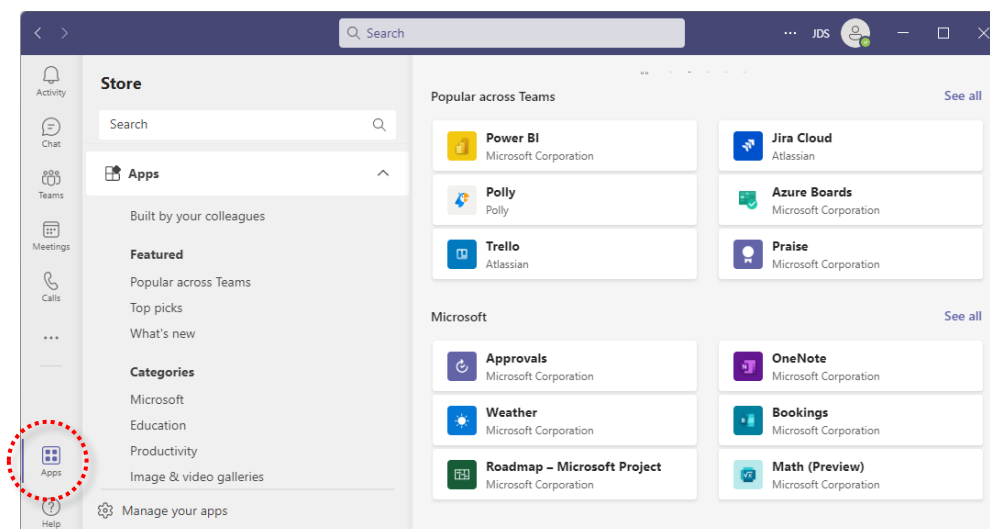 Search
JDS
Activity
Chat
Teams
Meetings
Calls
Apps
Help
Store
Search
Apps
Built by your colleagues
Featured
Popular across Teams
Top picks
What's new
Categories
Microsoft
Education
Productivity
Image & video galleries
Manage your apps
Popular across Teams
See all
Power BI
Microsoft Corporation
Jira Cloud
Atlassian
Polly
Polly
Azure Boards
Microsoft Corporation
Trello
Atlassian
Praise
Microsoft Corporation
Microsoft
See all
Approvals
Microsoft Corporation
OneNote
Microsoft Corporation
Weather
Microsoft Corporation
Bookings
Microsoft Corporation
Roadmap – Microsoft Project
Microsoft Corporation
Math (Preview)
Microsoft Corporation